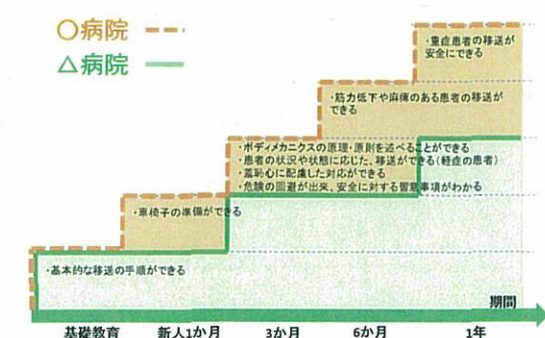 ○病院
△病院
・重症患者の移送が
安全にできる
・筋力低下や麻痺のある患者の移送が
できる
・ボディメカニクスの原理・原則を述べることができる
・患者の状況や状態に応じた、移送ができる(軽症の患者)
・羞恥心に配慮した対応ができる
・危険の回避が出来、安全に対する留意事項がわかる
・車椅子の準備ができる
・基本的な移送の手順ができる
期間
基礎教育 新人1か月 3か月 6か月 1年